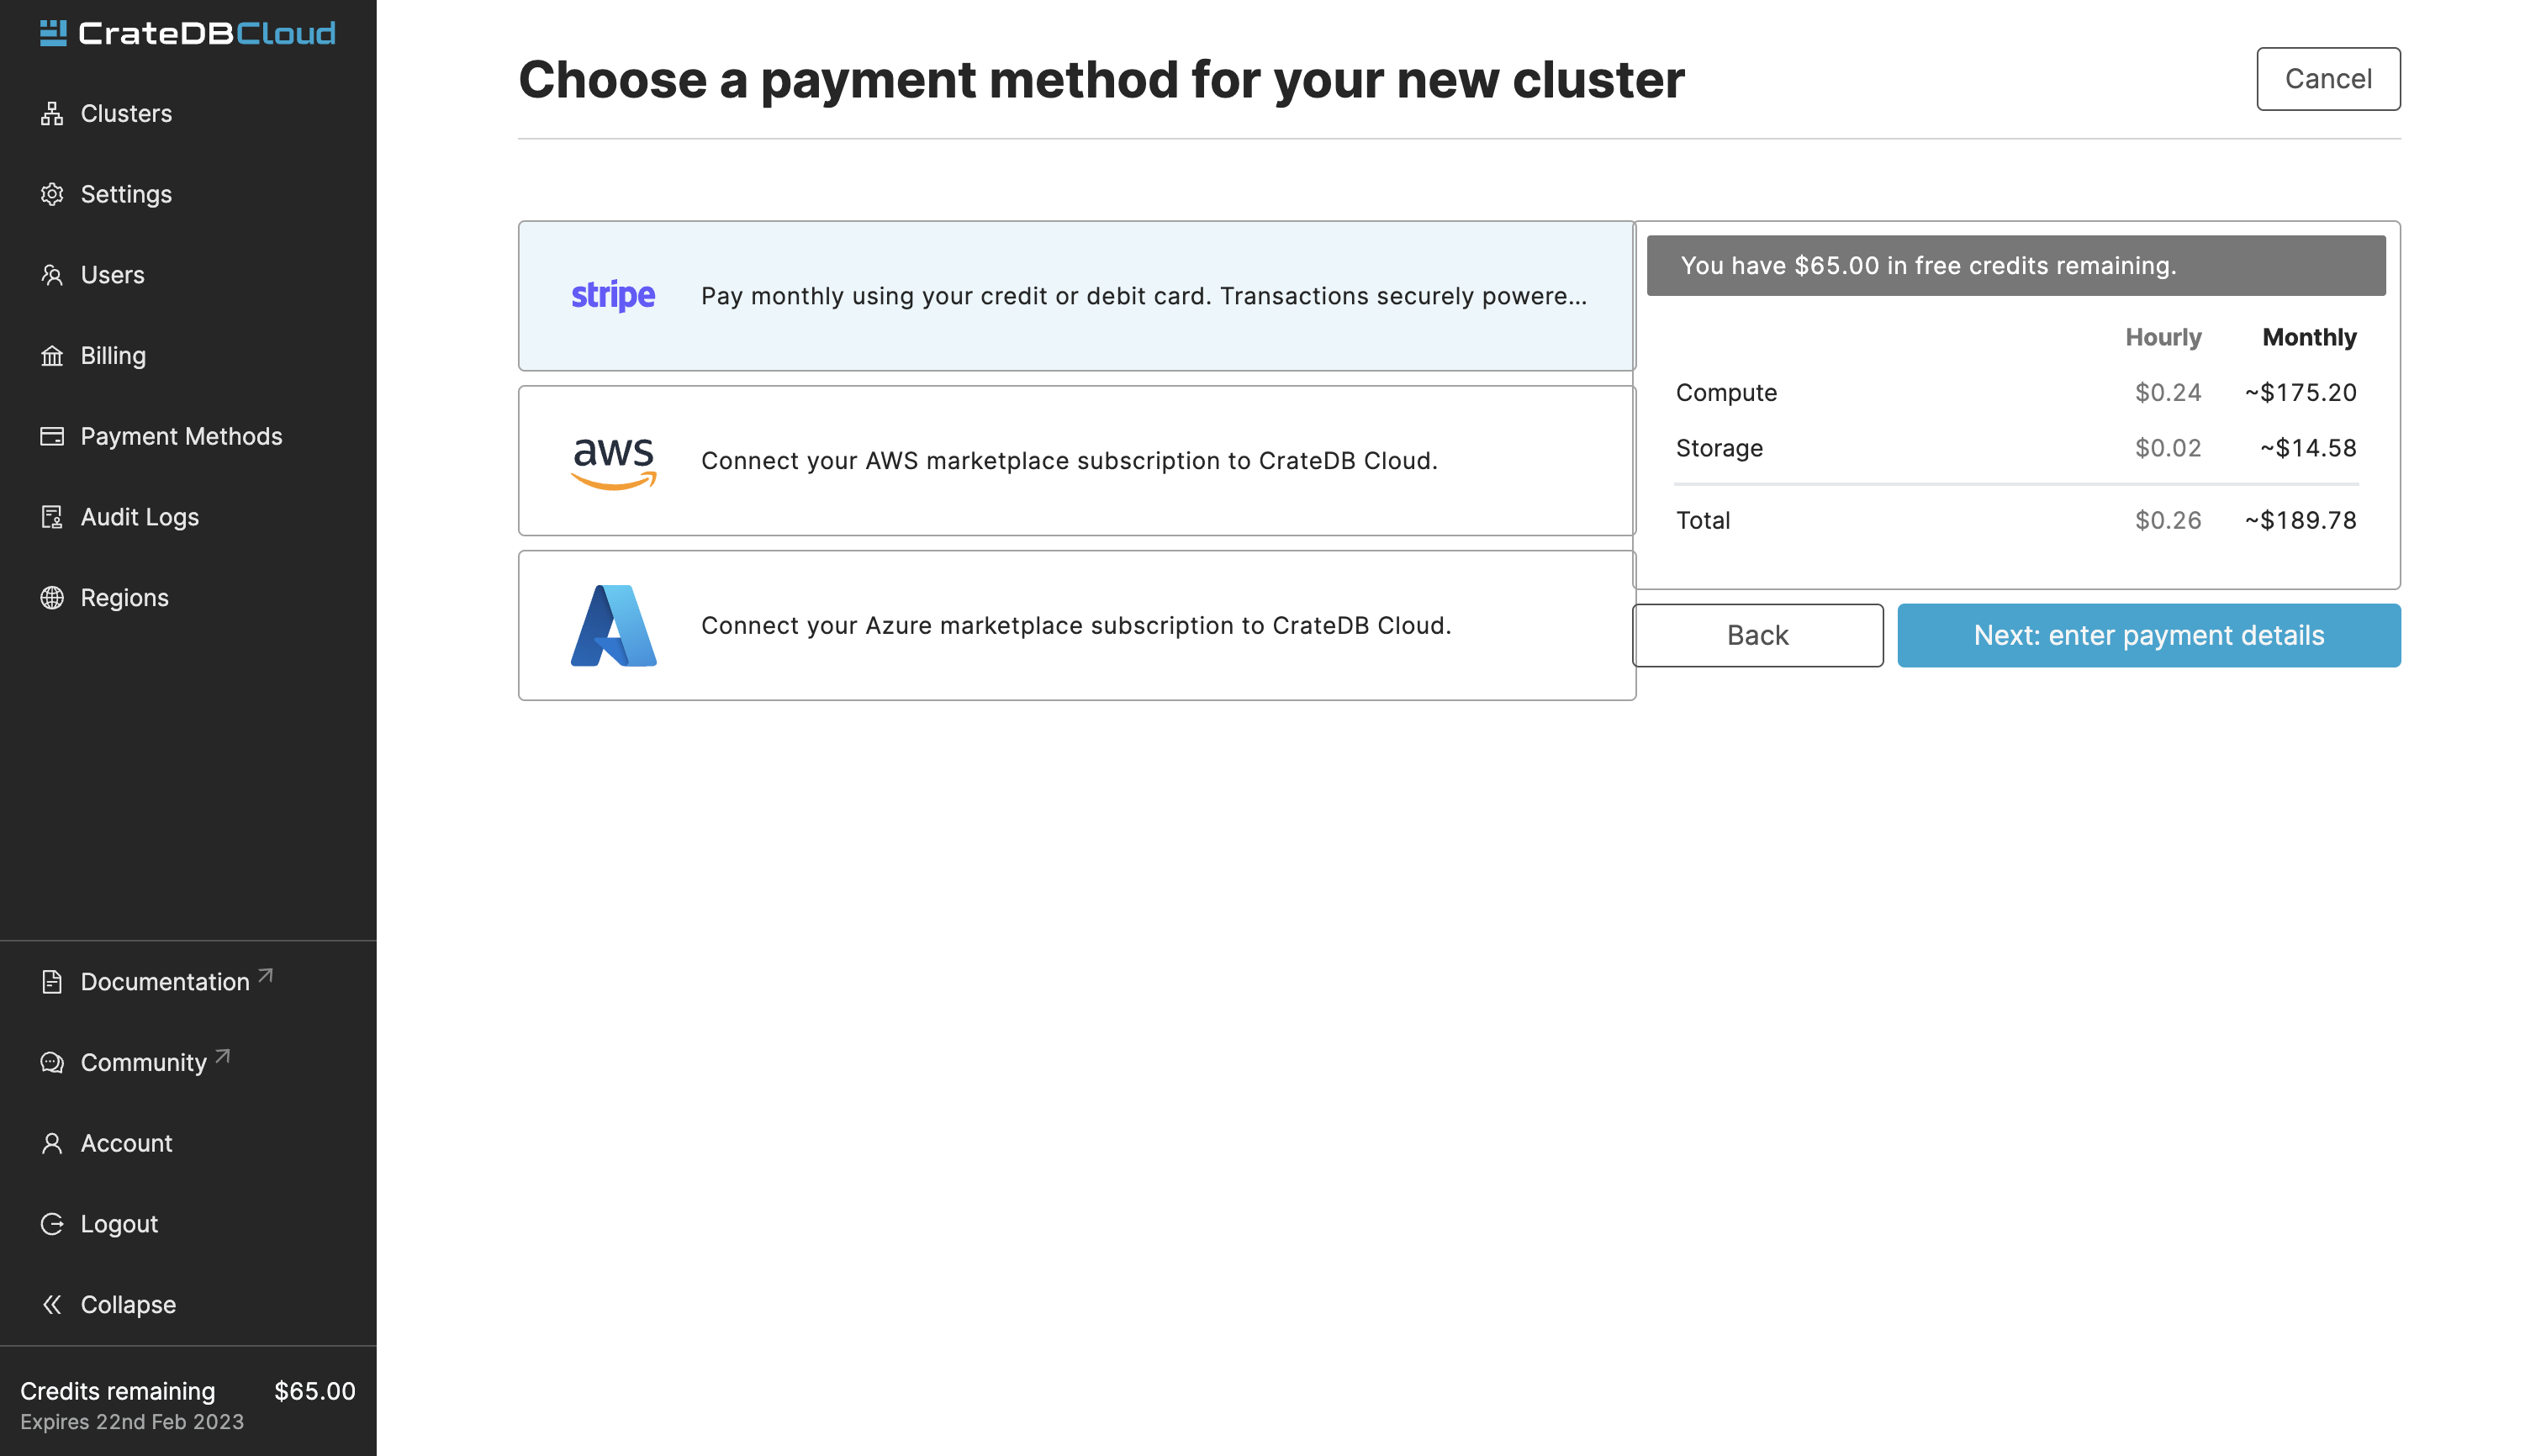 CrateDBCloud
Clusters
Settings
Users
Billing
Payment Methods
Audit Logs
Regions
Documentation
Community
Account
Logout
Collapse
Credits remaining $65.00
Expires 22nd Feb 2023
Choose a payment method for your new cluster
Cancel
stripe
Pay monthly using your credit or debit card. Transactions securely powere...
aws
Connect your AWS marketplace subscription to CrateDB Cloud.
Connect your Azure marketplace subscription to CrateDB Cloud.
You have $65.00 in free credits remaining.
Hourly Monthly
Compute $0.24 ~$175.20
Storage $0.02 ~$14.58
Total $0.26 ~$189.78
Back
Next: enter payment details